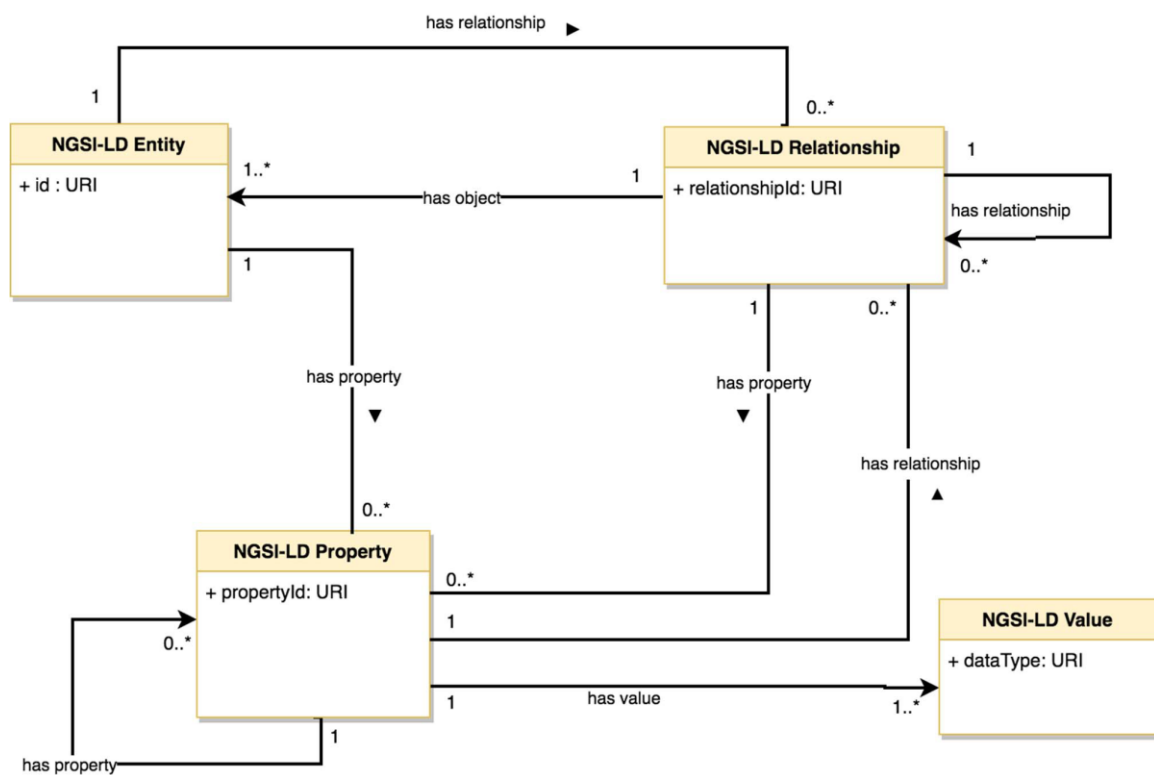 has relationship ►
1
0..*
NGSI-LD Entity
+ id : URI
NGSI-LD Relationship
+ relationshipId: URI
1..*
1
has object
1
has relationship
0..*
1
has property
▼
0..*
1
has property
▼
0..*
0..*
has relationship
▲
1
NGSI-LD Property
+ propertyId: URI
0..*
1
has property
1
has value
1..*
NGSI-LD Value
+ dataType: URI